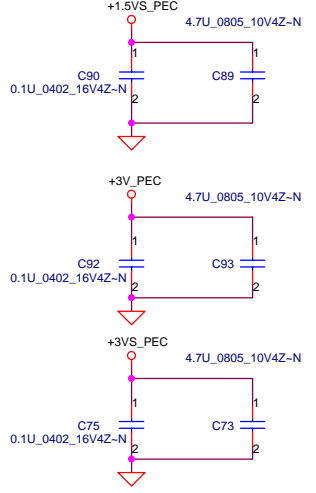 +1.5VS_PEC
4.7U_0805_10V4Z~N
1
1
C90
C89
0.1U_0402_16V4Z~N
2
2
+3V_PEC
4.7U_0805_10V4Z~N
1
1
C92
C93
0.1U_0402_16V4Z~N
2
2
+3VS_PEC
4.7U_0805_10V4Z~N
1
1
C75
C73
0.1U_0402_16V4Z~N
2
2